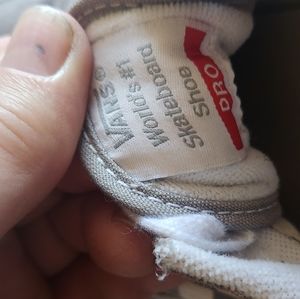 VANS®
World's #1
Skateboard
Shoe
PRO